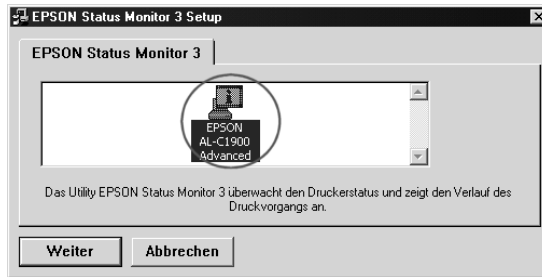 EPSON Status Monitor 3 Setup
EPSON Status Monitor 3
EPSON
AL-C1900
Advanced
Das Utility EPSON Status Monitor 3 überwacht den Druckerstatus und zeigt den Verlauf des
Druckvorgangs an.
Weiter
Abbrechen